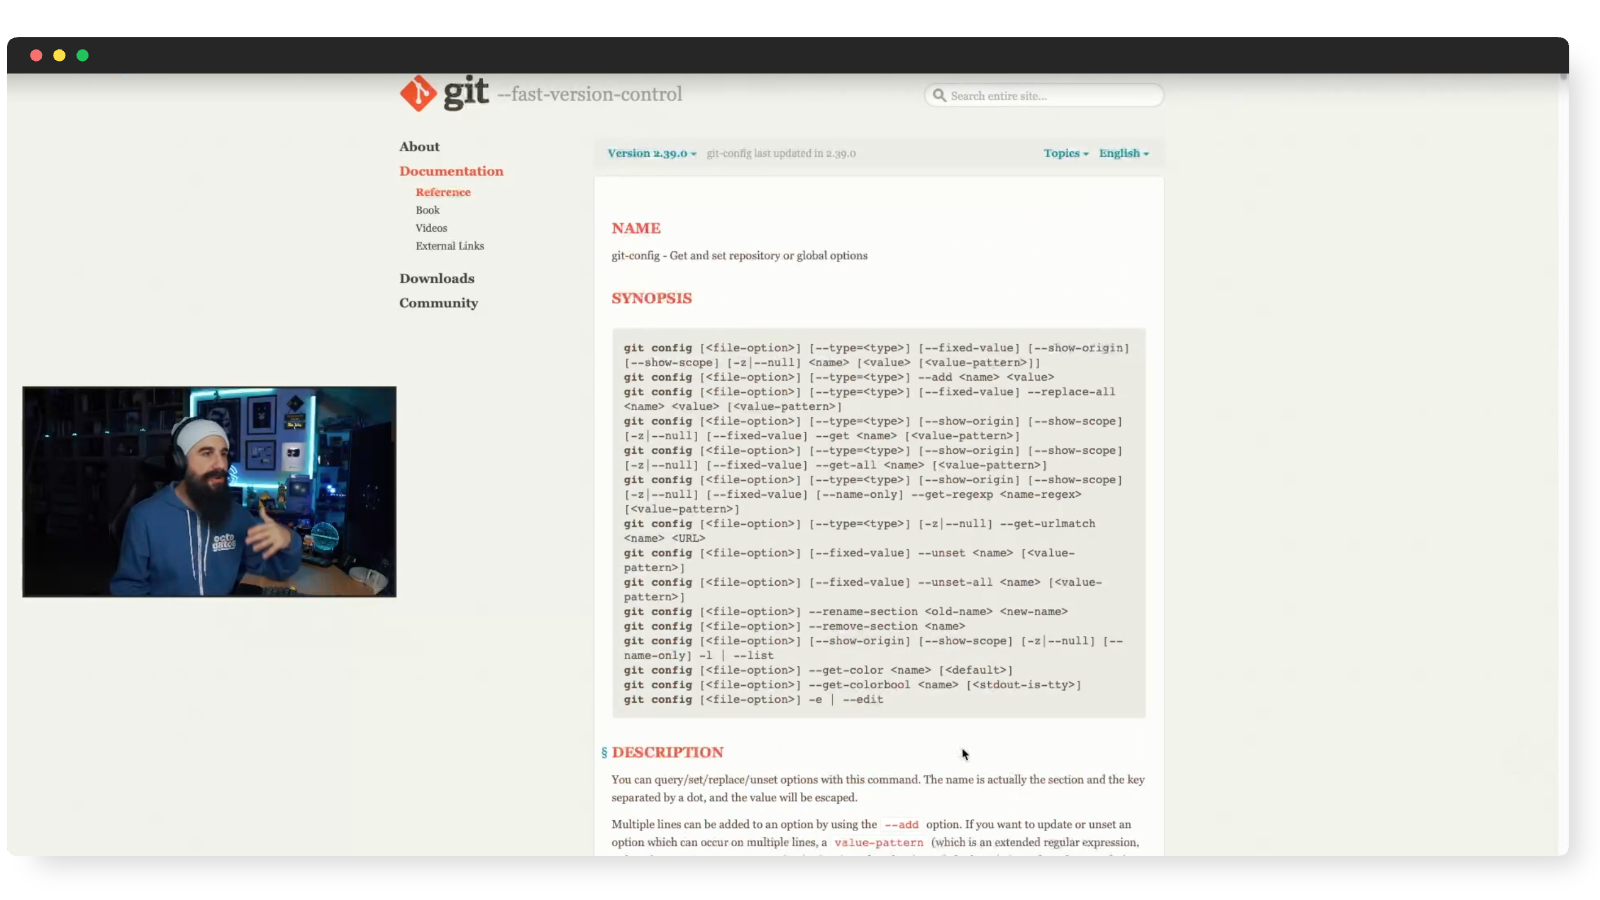 git --fast-version-control
Search entire site...
About
Documentation
Reference
Book
Videos
External Links
Downloads
Community
Version 2.39.0 git-config last updated in 2.39.0
Topics English
NAME
git-config - Get and set repository or global options
SYNOPSIS
git config [<file-option>] [--type=<type>] [--fixed-value] [--show-origin]
[--show-scope] [-z|--null] <name> [<value> [<value-pattern>]]
git config [<file-option>] [--type=<type>] --add <name> <value>
git config [<file-option>] [--type=<type>] [--fixed-value] --replace-all
<name> <value> [<value-pattern>]
git config [<file-option>] [--type=<type>] [--show-origin] [--show-scope]
[-z|--null] [--fixed-value] --get <name> [<value-pattern>]
git config [<file-option>] [--type=<type>] [--show-origin] [--show-scope]
[-z|--null] [--fixed-value] --get-all <name> [<value-pattern>]
git config [<file-option>] [--type=<type>] [--show-origin] [--show-scope]
[-z|--null] [--fixed-value] [--name-only] --get-regexp <name-regex>
[<value-pattern>]
git config [<file-option>] [--type=<type>] [-z|--null] --get-urlmatch
<name> <URL>
git config [<file-option>] [--fixed-value] --unset <name> [<value-
pattern>]
git config [<file-option>] [--fixed-value] --unset-all <name> [<value-
pattern>]
git config [<file-option>] --rename-section <old-name> <new-name>
git config [<file-option>] --remove-section <name>
git config [<file-option>] [--show-origin] [--show-scope] [-z|--null] [--
name-only] -l | --list
git config [<file-option>] --get-color <name> [<default>]
git config [<file-option>] --get-colorbool <name> [<stdout-is-tty>]
git config [<file-option>] -e | --edit
§ DESCRIPTION
You can query/set/replace/unset options with this command. The name is actually the section and the key
separated by a dot, and the value will be escaped.
Multiple lines can be added to an option by using the --add option. If you want to update or unset an
option which can occur on multiple lines, a value-pattern (which is an extended regular expression,
octo
gatos